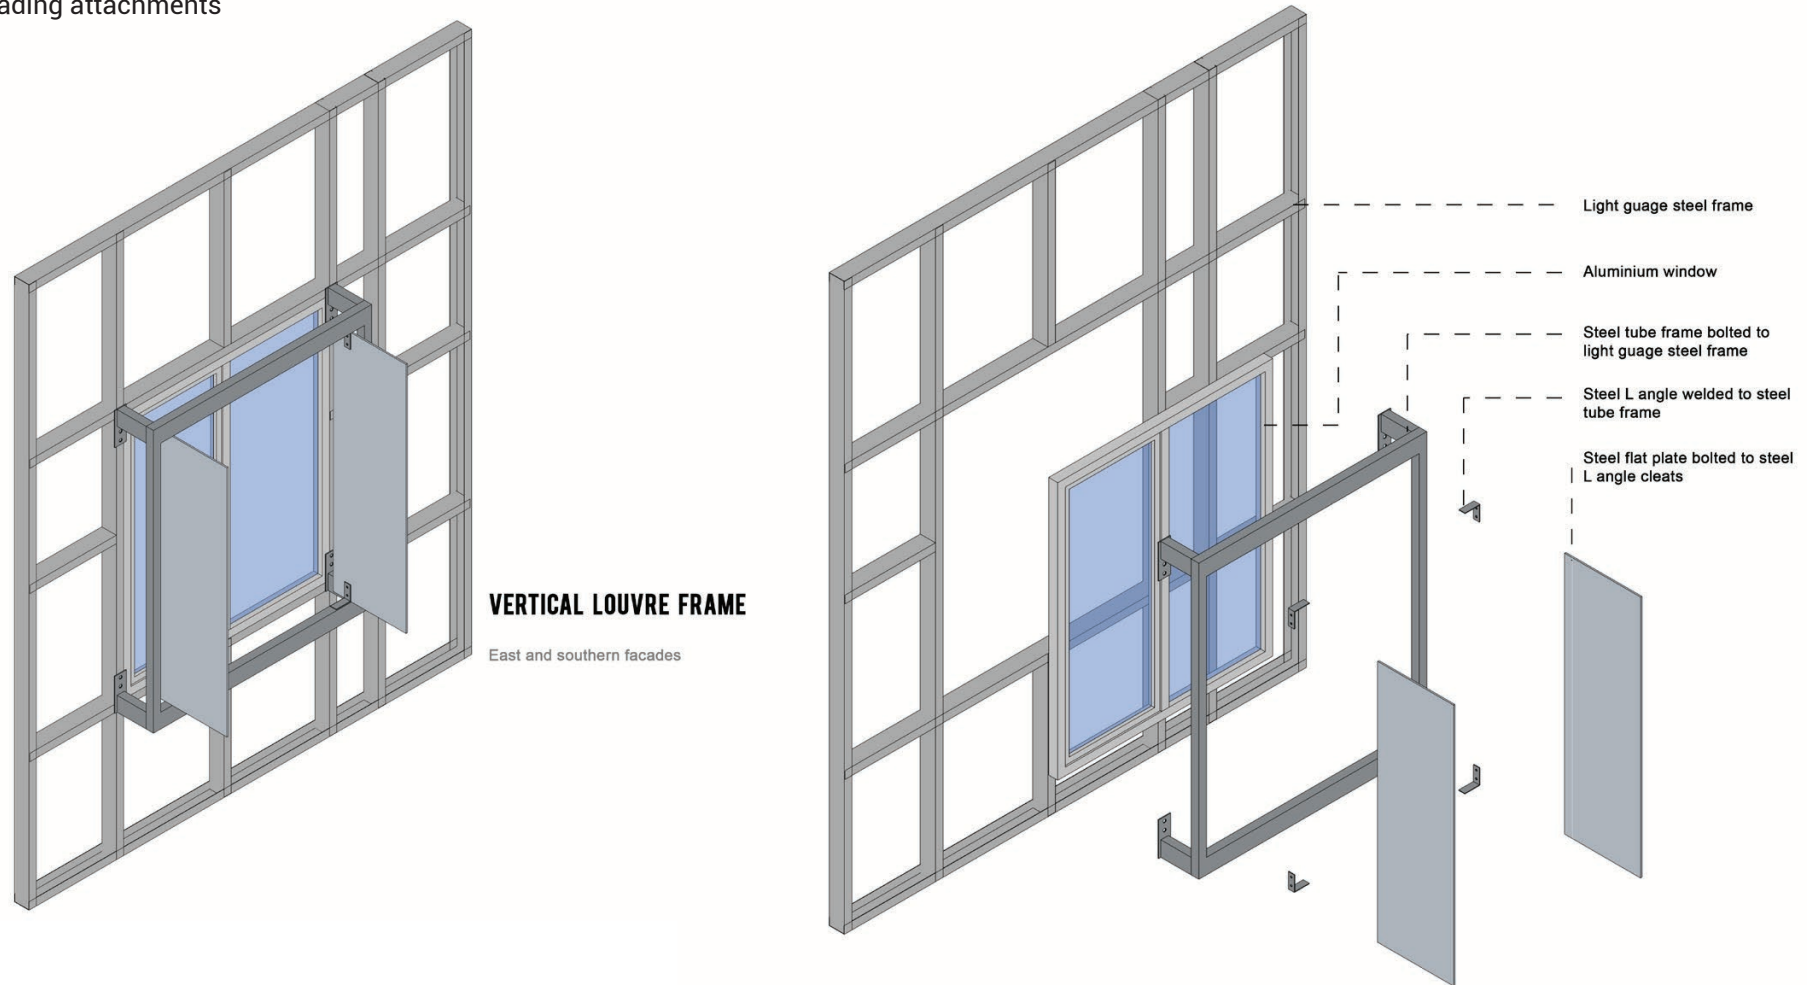 ading attachments
Light guage steel frame
Aluminium window
Steel tube frame bolted to
light guage steel frame
Steel L angle welded to steel
tube frame
Steel flat plate bolted to steel
L angle cleats
VERTICAL LOUVRE FRAME
East and southern facades